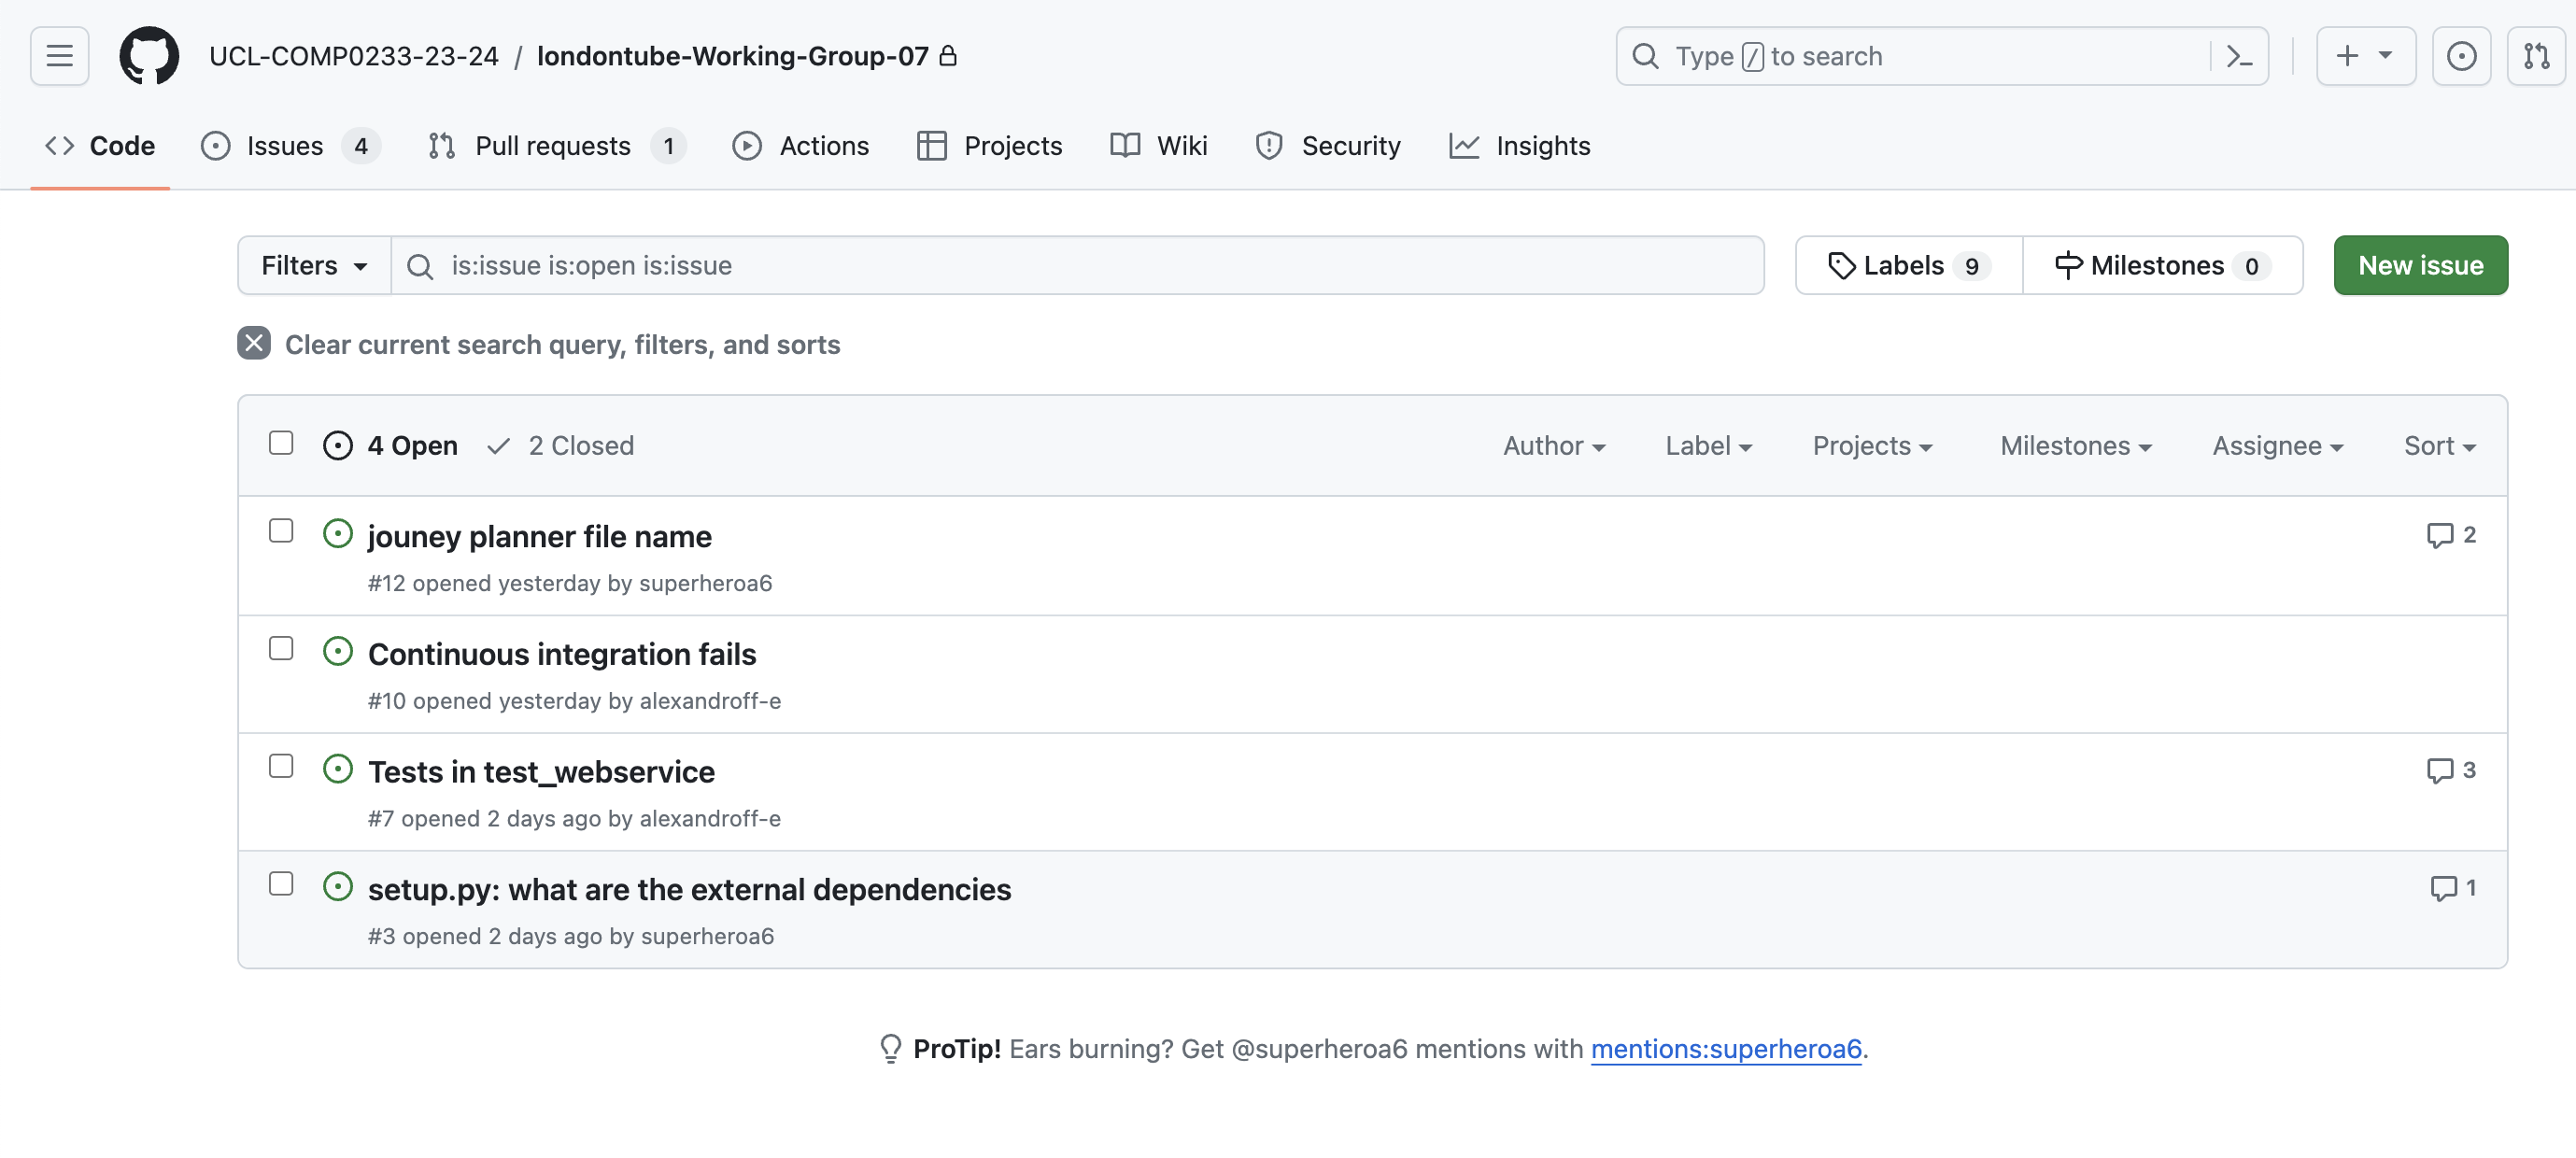 UCL-COMP0233-23-24 / londontube-Working-Group-07
Type / to search
Code Issues 4 Pull requests 1 Actions Projects Wiki Security Insights
Filters is:issue is:open is:issue Labels 9 Milestones 0 New issue
Clear current search query, filters, and sorts
4 Open 2 Closed Author Label Projects Milestones Assignee Sort
jouney planner file name 2
#12 opened yesterday by superheroa6
Continuous integration fails
#10 opened yesterday by alexandroff-e
Tests in test_webservice 3
#7 opened 2 days ago by alexandroff-e
setup.py: what are the external dependencies 1
#3 opened 2 days ago by superheroa6
ProTip! Ears burning? Get @superheroa6 mentions with mentions:superheroa6.